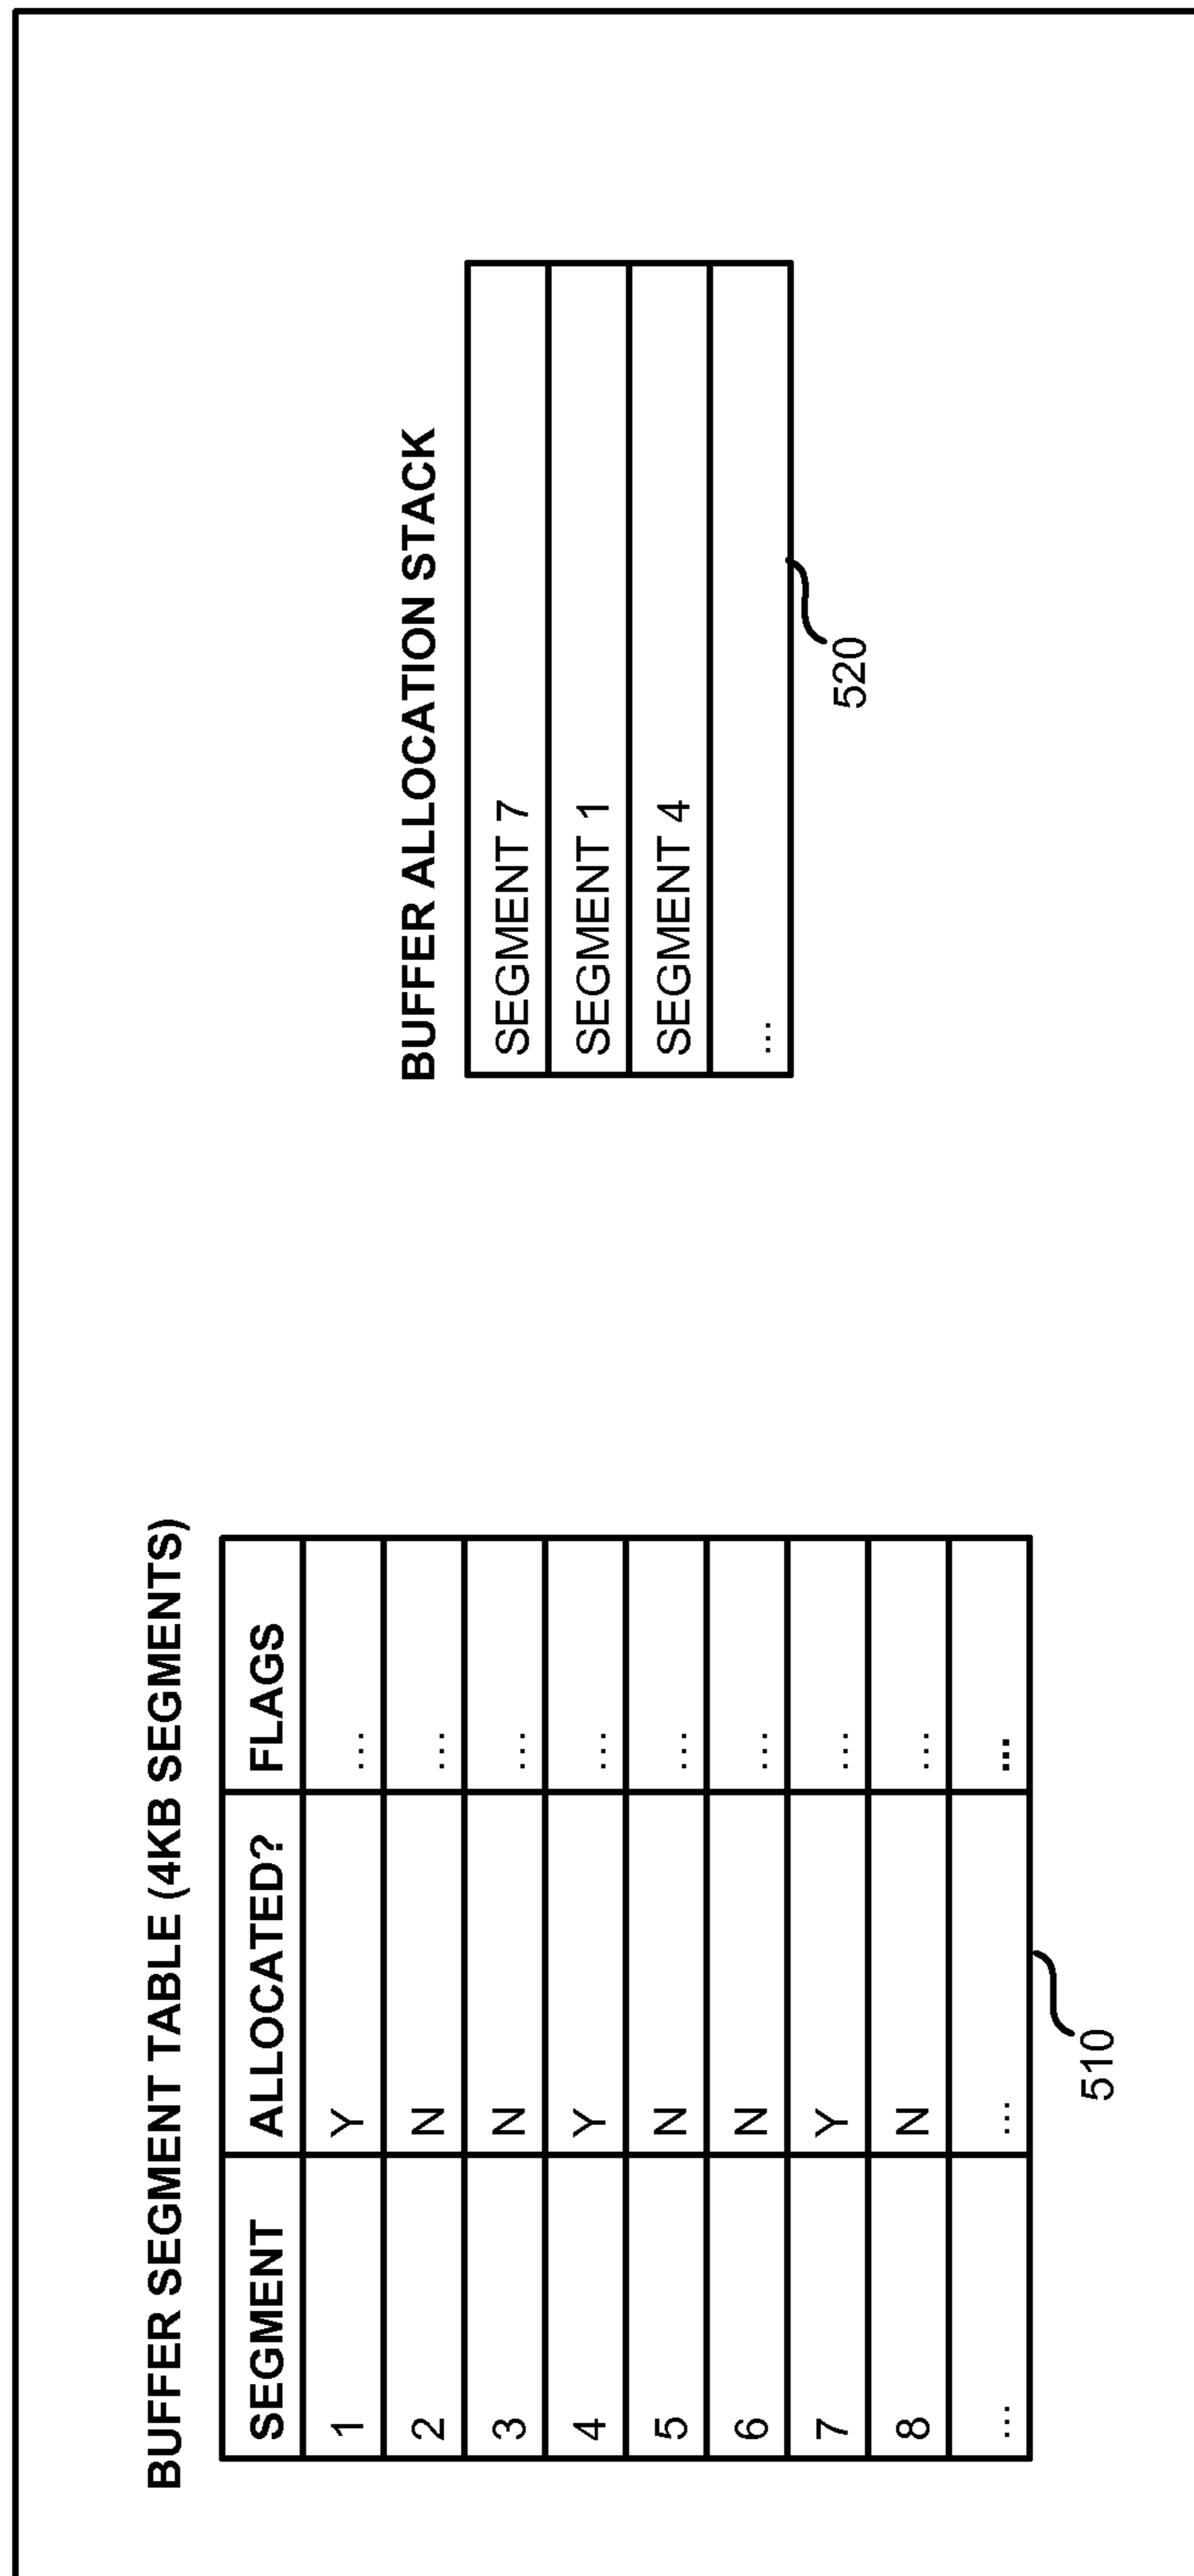 BUFFER SEGMENT TABLE (4KB SEGMENTS)
SEGMENT ALLOCATED? FLAGS
1 Y ...
2 N ...
3 N ...
4 Y ...
5 N ...
6 N ...
7 Y ...
8 N ...
... ... ...
510
BUFFER ALLOCATION STACK
SEGMENT 7
SEGMENT 1
SEGMENT 4
...
520